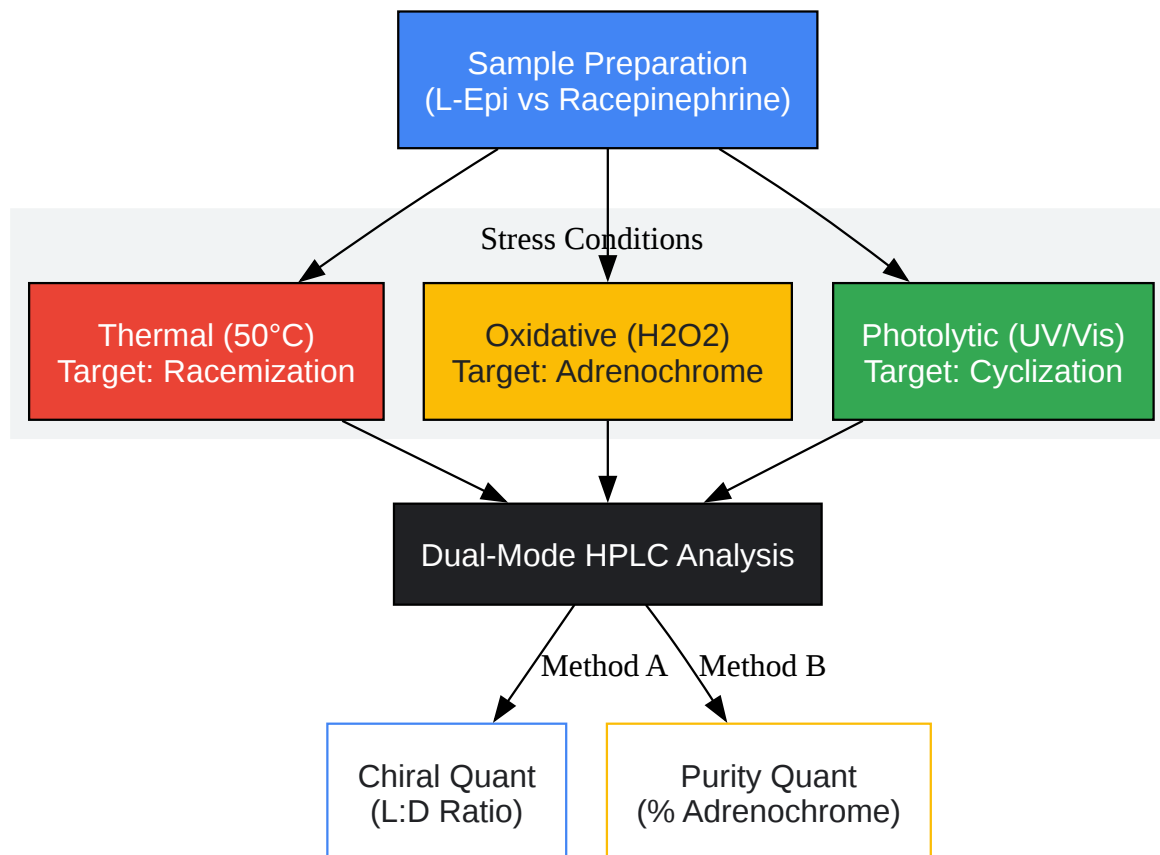 Sample Preparation
(L-Epi vs Racepinephrine)
Stress Conditions
Thermal (50°C)
Target: Racemization
Oxidative (H2O2)
Target: Adrenochrome
Photolytic (UV/Vis)
Target: Cyclization
Dual-Mode HPLC Analysis
Method A
Method B
Chiral Quant
(L:D Ratio)
Purity Quant
(% Adrenochrome)